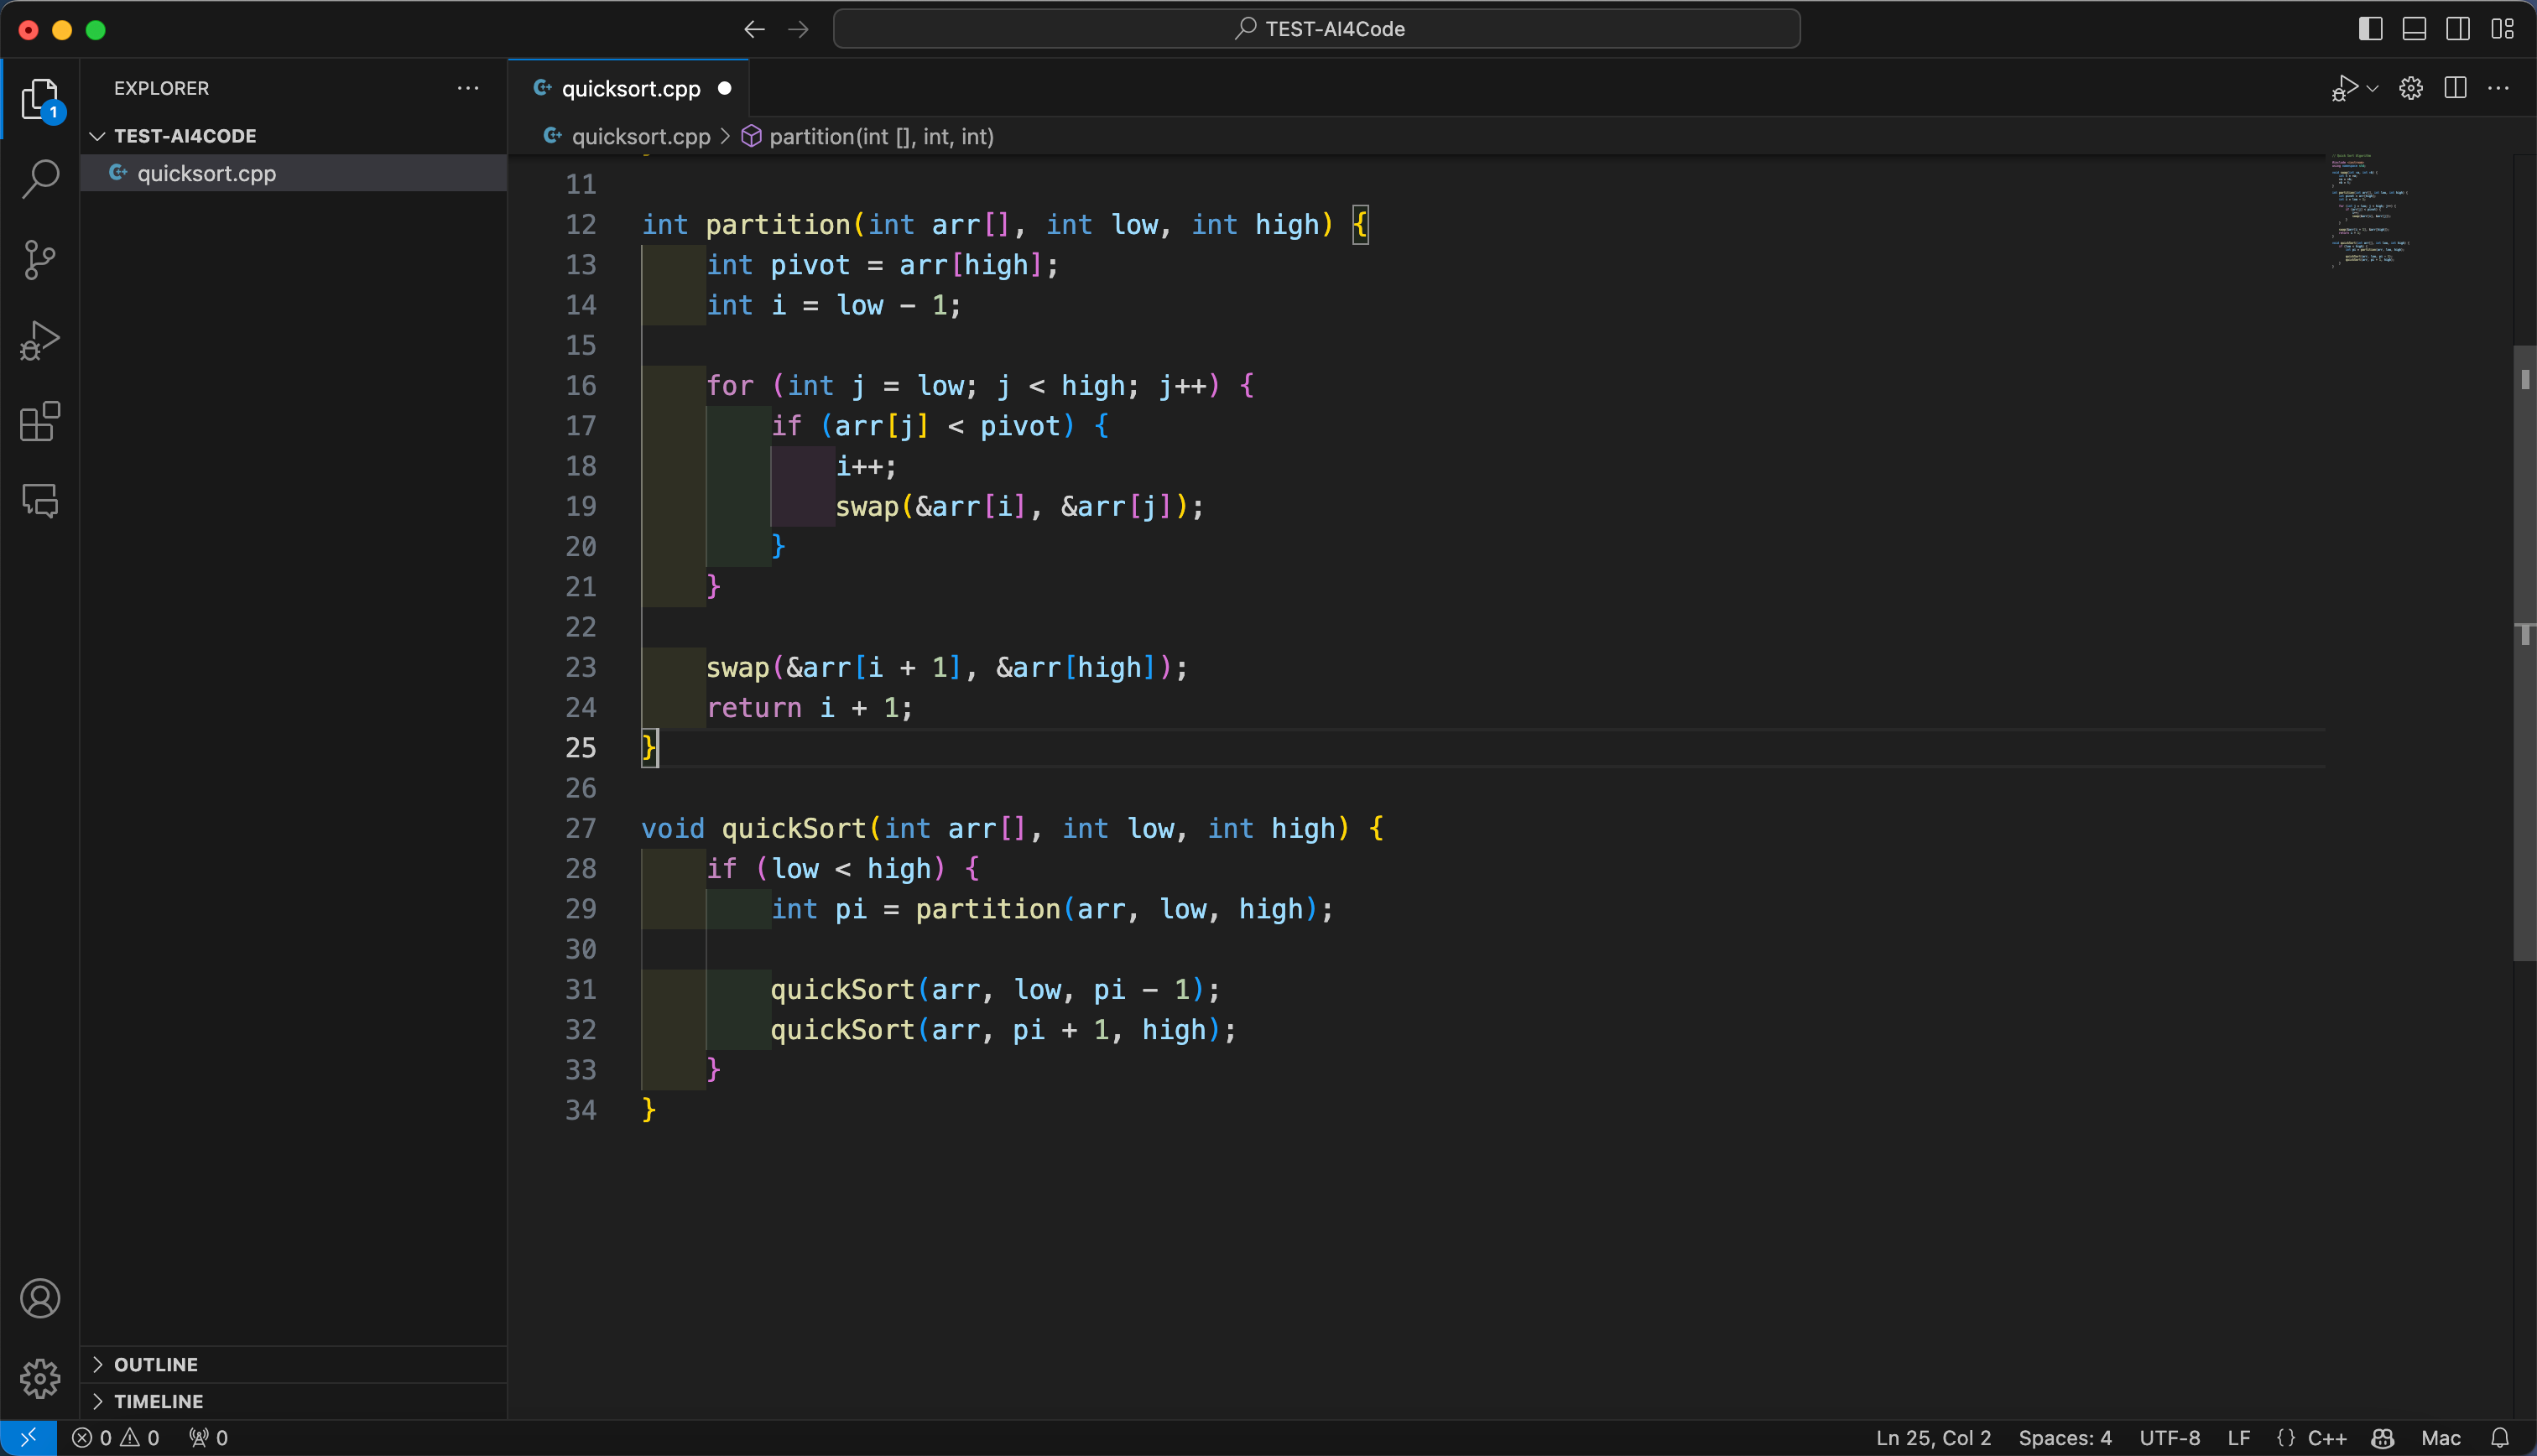 TEST-AI4Code
1
EXPLORER
TEST-AI4CODE
quicksort.cpp
quicksort.cpp
quicksort.cpp > partition(int [], int, int)
11
12 int partition(int arr[], int low, int high) {
13     int pivot = arr[high];
14     int i = low - 1;
15
16     for (int j = low; j < high; j++) {
17         if (arr[j] < pivot) {
18             i++;
19             swap(&arr[i], &arr[j]);
20         }
21     }
22
23     swap(&arr[i + 1], &arr[high]);
24     return i + 1;
25 }
26
27 void quickSort(int arr[], int low, int high) {
28     if (low < high) {
29         int pi = partition(arr, low, high);
30
31         quickSort(arr, low, pi - 1);
32         quickSort(arr, pi + 1, high);
33     }
34 }
OUTLINE
TIMELINE
0 0 0 Ln 25, Col 2 Spaces: 4 UTF-8 LF {} C++ Mac